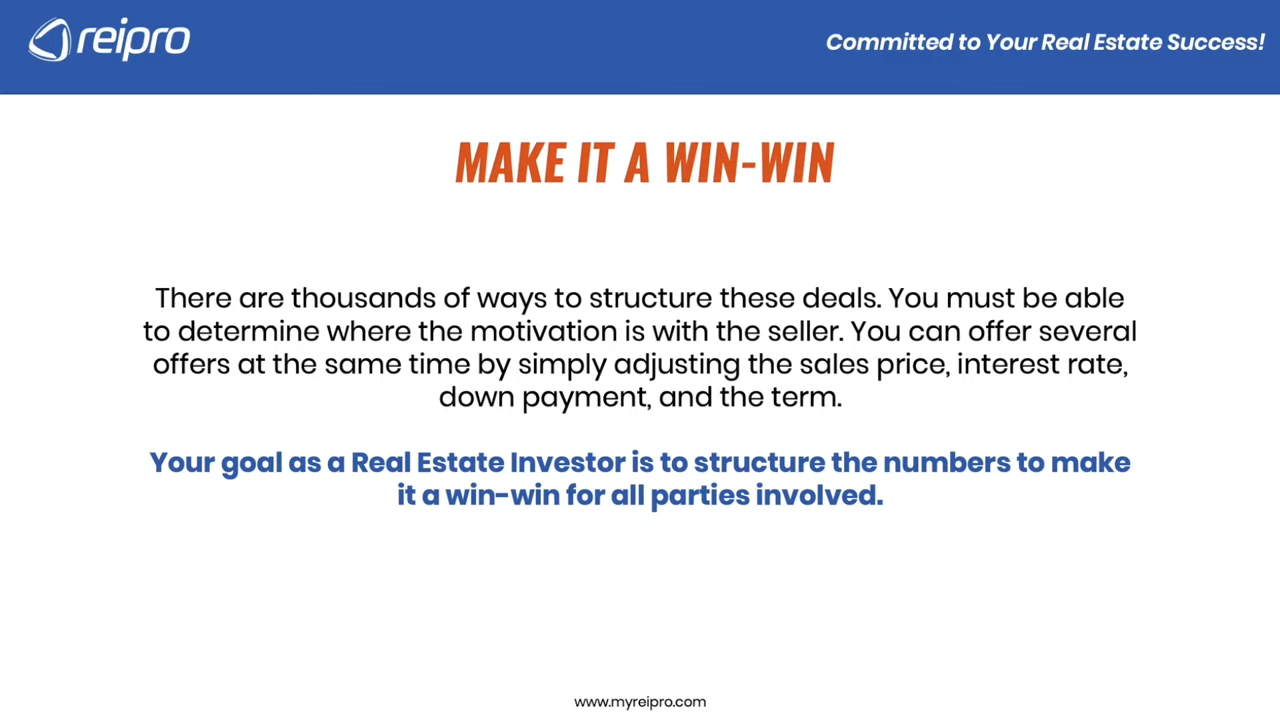 reipro
Committed to Your Real Estate Success!
MAKE IT A WIN-WIN
There are thousands of ways to structure these deals. You must be able
to determine where the motivation is with the seller. You can offer several
offers at the same time by simply adjusting the sales price, interest rate,
down payment, and the term.
Your goal as a Real Estate Investor is to structure the numbers to make
it a win-win for all parties involved.
www.myreipro.com